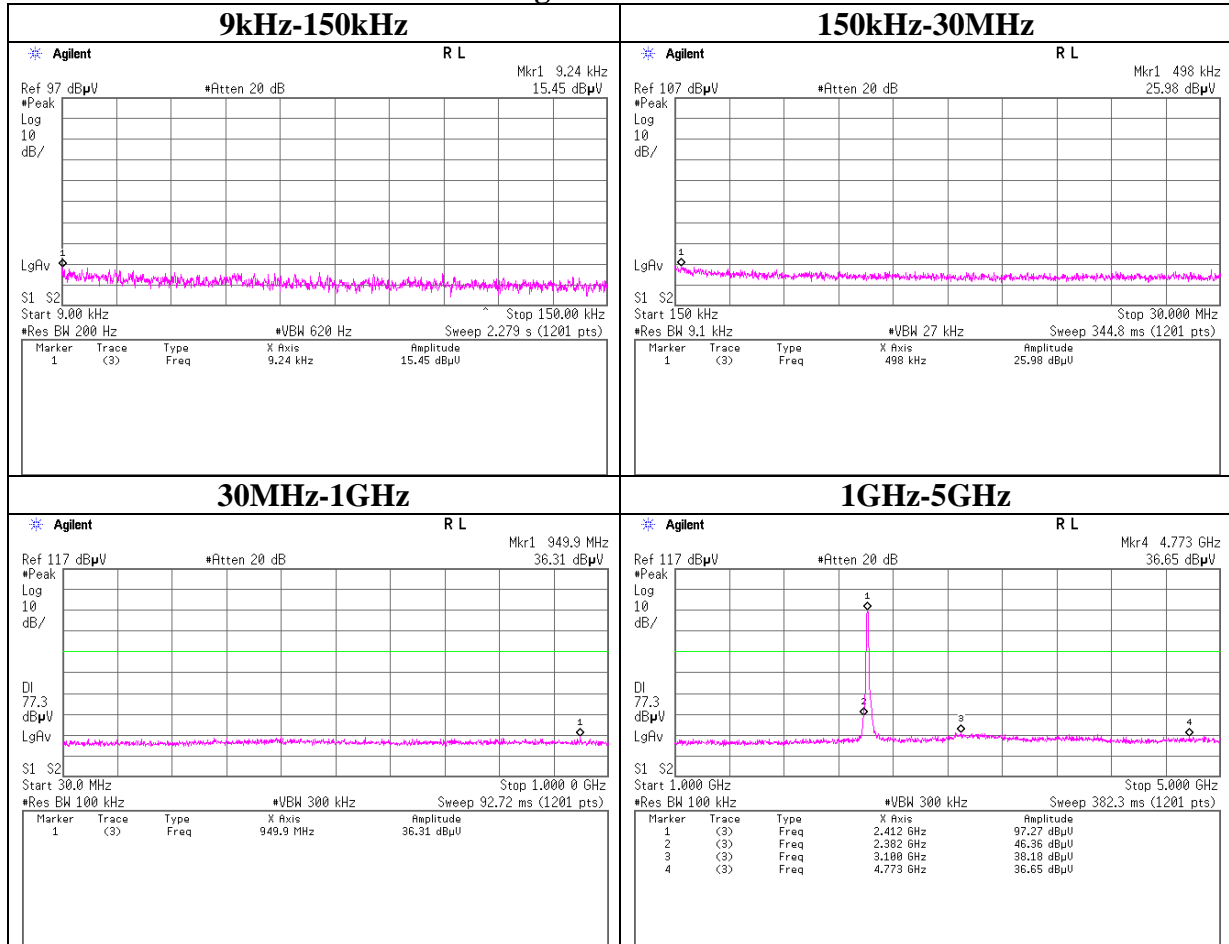 9kHz-150kHz
Agilent
R L
Mkr1 9.24 kHz
Ref 97 dBµV
#Atten 20 dB
15.45 dBµV
#Peak
Log
10
dB/
1
LgAv
S1 S2
Start 9.00 kHz
^
Stop 150.00 kHz
#Res BW 200 Hz
#VBW 620 Hz
Sweep 2.279 s (1201 pts)
Marker Trace Type X Axis Amplitude
1 (3) Freq 9.24 kHz 15.45 dBµV
150kHz-30MHz
Agilent
R L
Mkr1 498 kHz
Ref 107 dBµV
#Atten 20 dB
25.98 dBµV
#Peak
Log
10
dB/
1
LgAv
S1 S2
Start 150 kHz
Stop 30.000 MHz
#Res BW 9.1 kHz
#VBW 27 kHz
Sweep 344.8 ms (1201 pts)
Marker Trace Type X Axis Amplitude
1 (3) Freq 498 kHz 25.98 dBµV
30MHz-1GHz
Agilent
R L
Mkr1 949.9 MHz
Ref 117 dBµV
#Atten 20 dB
36.31 dBµV
#Peak
Log
10
dB/
DI
77.3
dBµV
1
LgAv
S1 S2
Start 30.0 MHz
Stop 1.000 0 GHz
#Res BW 100 kHz
#VBW 300 kHz
Sweep 92.72 ms (1201 pts)
Marker Trace Type X Axis Amplitude
1 (3) Freq 949.9 MHz 36.31 dBµV
1GHz-5GHz
Agilent
R L
Mkr4 4.773 GHz
Ref 117 dBµV
#Atten 20 dB
36.65 dBµV
#Peak
Log
10
dB/
1
DI
77.3
dBµV
2
3
4
LgAv
S1 S2
Start 1.000 GHz
Stop 5.000 GHz
#Res BW 100 kHz
#VBW 300 kHz
Sweep 382.3 ms (1201 pts)
Marker Trace Type X Axis Amplitude
1 (3) Freq 2.412 GHz 97.27 dBµV
2 (3) Freq 2.382 GHz 46.36 dBµV
3 (3) Freq 3.100 GHz 38.18 dBµV
4 (3) Freq 4.773 GHz 36.65 dBµV